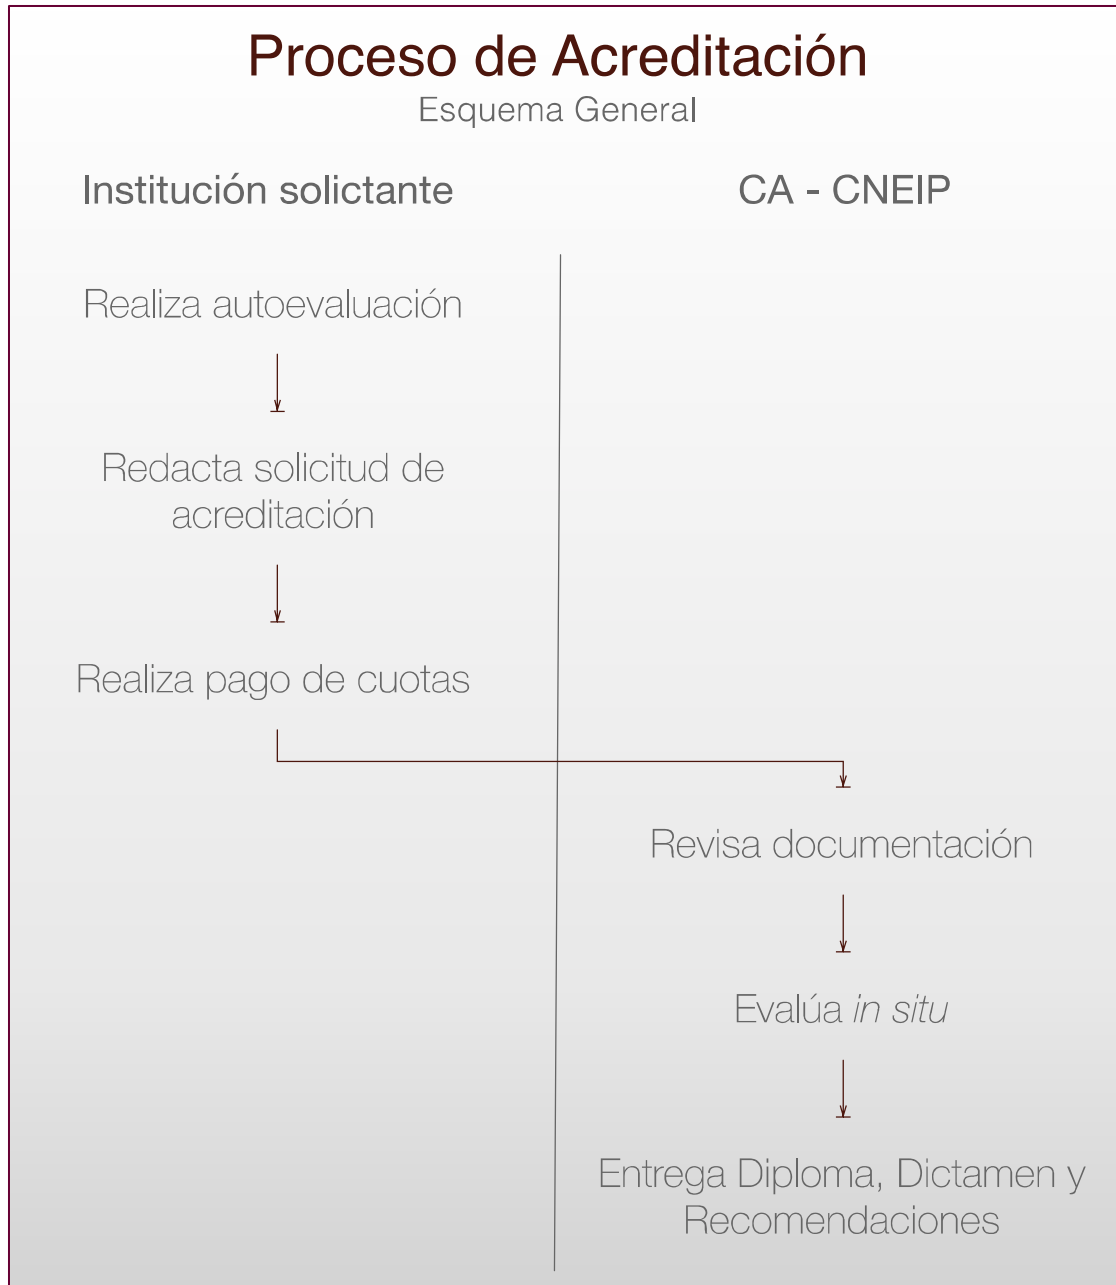 Proceso de Acreditación
Esquema General
Institución solictante
CA - CNEIP
Realiza autoevaluación
Redacta solicitud de
acreditación
Realiza pago de cuotas
Revisa documentación
Evalúa in situ
Entrega Diploma, Dictamen y
Recomendaciones